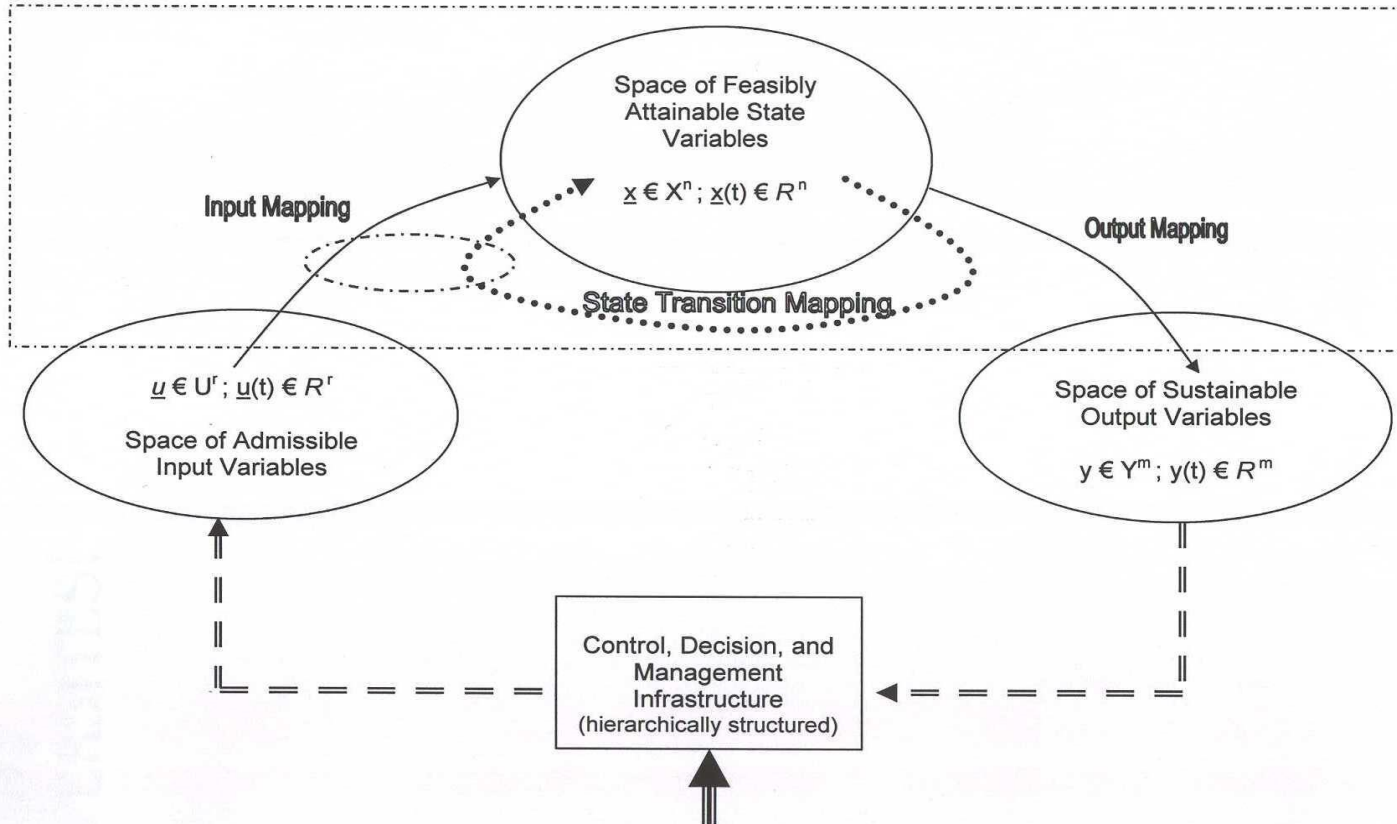 Space of Feasibly
Attainable State
Variables
x € Xⁿ ; x(t) € Rⁿ
Input Mapping
Output Mapping
State Transition Mapping
u € Uʳ ; u(t) € Rʳ
Space of Admissible
Input Variables
Space of Sustainable
Output Variables
y € Yᵐ ; y(t) € Rᵐ
Control, Decision, and
Management
Infrastructure
(hierarchically structured)